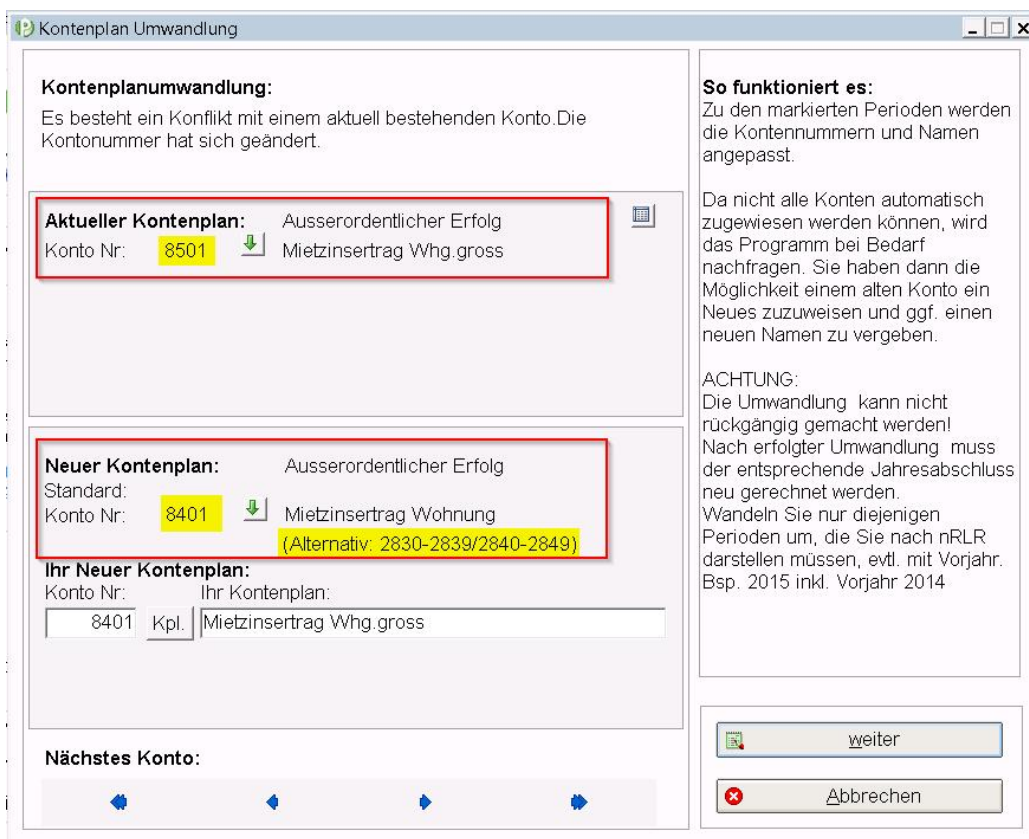 Kontenplan Umwandlung
Kontenplanumwandlung:
Es besteht ein Konflikt mit einem aktuell bestehenden Konto.Die
Kontonummer hat sich geändert.
Aktueller Kontenplan: Ausserordentlicher Erfolg
Konto Nr: 8501 Mietzinsertrag Whg.gross
Neuer Kontenplan: Ausserordentlicher Erfolg
Standard:
Konto Nr: 8401 Mietzinsertrag Wohnung
(Alternativ: 2830-2839/2840-2849)
Ihr Neuer Kontenplan:
Konto Nr: Ihr Kontenplan:
8401 Kpl. Mietzinsertrag Whg.gross
Nächstes Konto:
So funktioniert es:
Zu den markierten Perioden werden
die Kontennummern und Namen
angepasst.
Da nicht alle Konten automatisch
zugewiesen werden können, wird
das Programm bei Bedarf
nachfragen. Sie haben dann die
Möglichkeit einem alten Konto ein
Neues zuzuweisen und ggf. einen
neuen Namen zu vergeben.
ACHTUNG:
Die Umwandlung kann nicht
rückgängig gemacht werden!
Nach erfolgter Umwandlung muss
der entsprechende Jahresabschluss
neu gerechnet werden.
Wandeln Sie nur diejenigen
Perioden um, die Sie nach nRLR
darstellen müssen, evtl. mit Vorjahr.
Bsp. 2015 inkl. Vorjahr 2014
weiter
Abbrechen